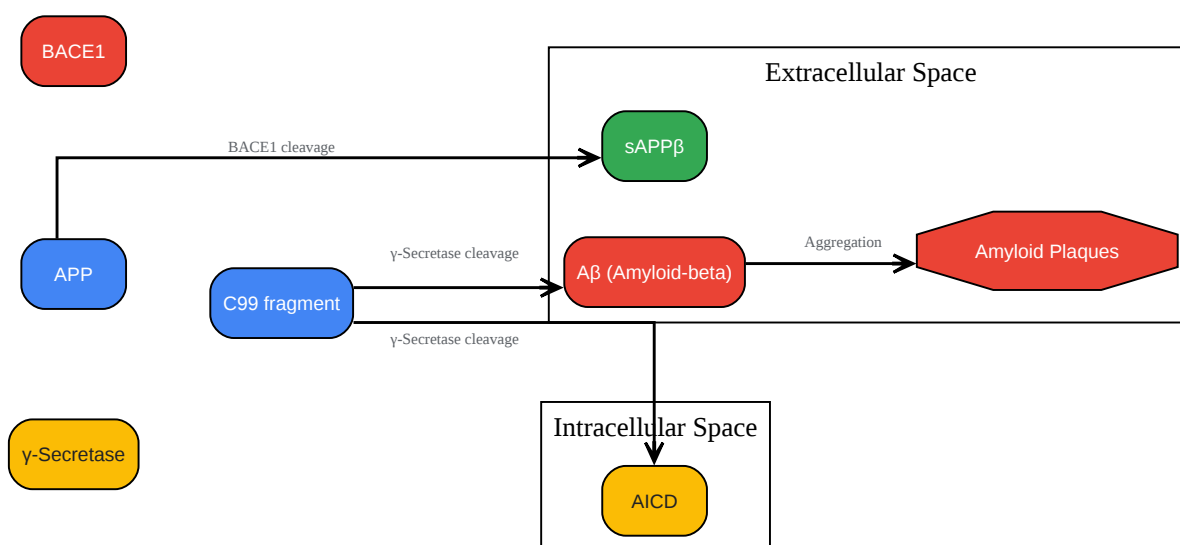 BACE1
Extracellular Space
sAPPβ
BACE1 cleavage
APP
γ-Secretase cleavage
Aβ (Amyloid-beta)
Aggregation
Amyloid Plaques
C99 fragment
γ-Secretase cleavage
Intracellular Space
γ-Secretase
AICD